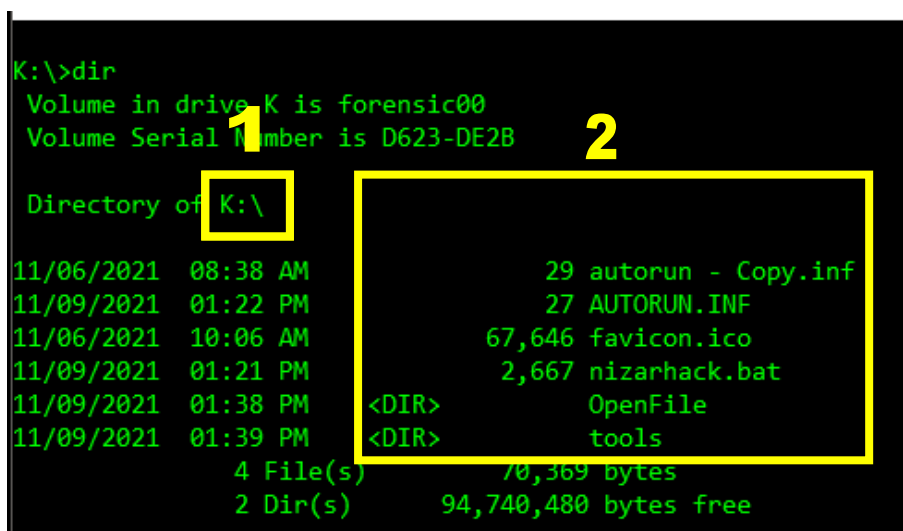 K:\>dir
Volume in drive K is forensic00
Volume Serial Number is D623-DE2B
1
2
Directory of K:\
11/06/2021 08:38 AM 29 autorun - Copy.inf
11/09/2021 01:22 PM 27 AUTORUN.INF
11/06/2021 10:06 AM 67,646 favicon.ico
11/09/2021 01:21 PM 2,667 nizarhack.bat
11/09/2021 01:38 PM <DIR> OpenFile
11/09/2021 01:39 PM <DIR> tools
4 File(s) 70,369 bytes
2 Dir(s) 94,740,480 bytes free